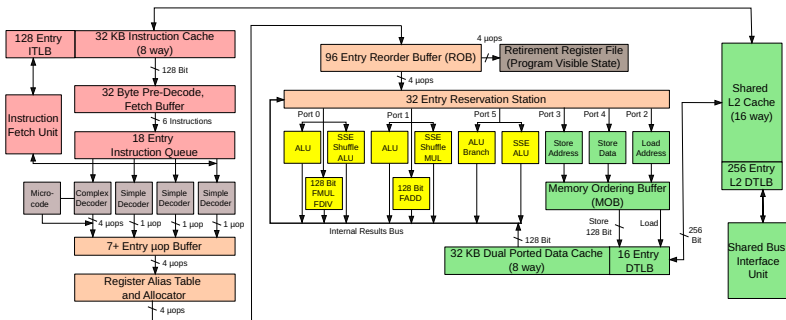 128 Entry
ITLB
32 KB Instruction Cache
(8 way)
128 Bit
32 Byte Pre-Decode,
Fetch Buffer
Instruction
Fetch Unit
6 Instructions
18 Entry
Instruction Queue
Micro-
code
Complex
Decoder
Simple
Decoder
Simple
Decoder
Simple
Decoder
4 µops
1 µop
1 µop
1 µop
7+ Entry µop Buffer
4 µops
Register Alias Table
and Allocator
4 µops
96 Entry Reorder Buffer (ROB)
4 µops
Retirement Register File
(Program Visible State)
4 µops
32 Entry Reservation Station
Port 0
Port 1
Port 5
Port 3
Port 4
Port 2
ALU
SSE
Shuffle
ALU
ALU
SSE
Shuffle
MUL
ALU
Branch
SSE
ALU
Store
Address
Store
Data
Load
Address
128 Bit
FMUL
FDIV
128 Bit
FADD
Memory Ordering Buffer
(MOB)
Internal Results Bus
Store
128 Bit
Load
128 Bit
256
Bit
32 KB Dual Ported Data Cache
(8 way)
16 Entry
DTLB
Shared
L2 Cache
(16 way)
256 Entry
L2 DTLB
Shared Bus
Interface
Unit